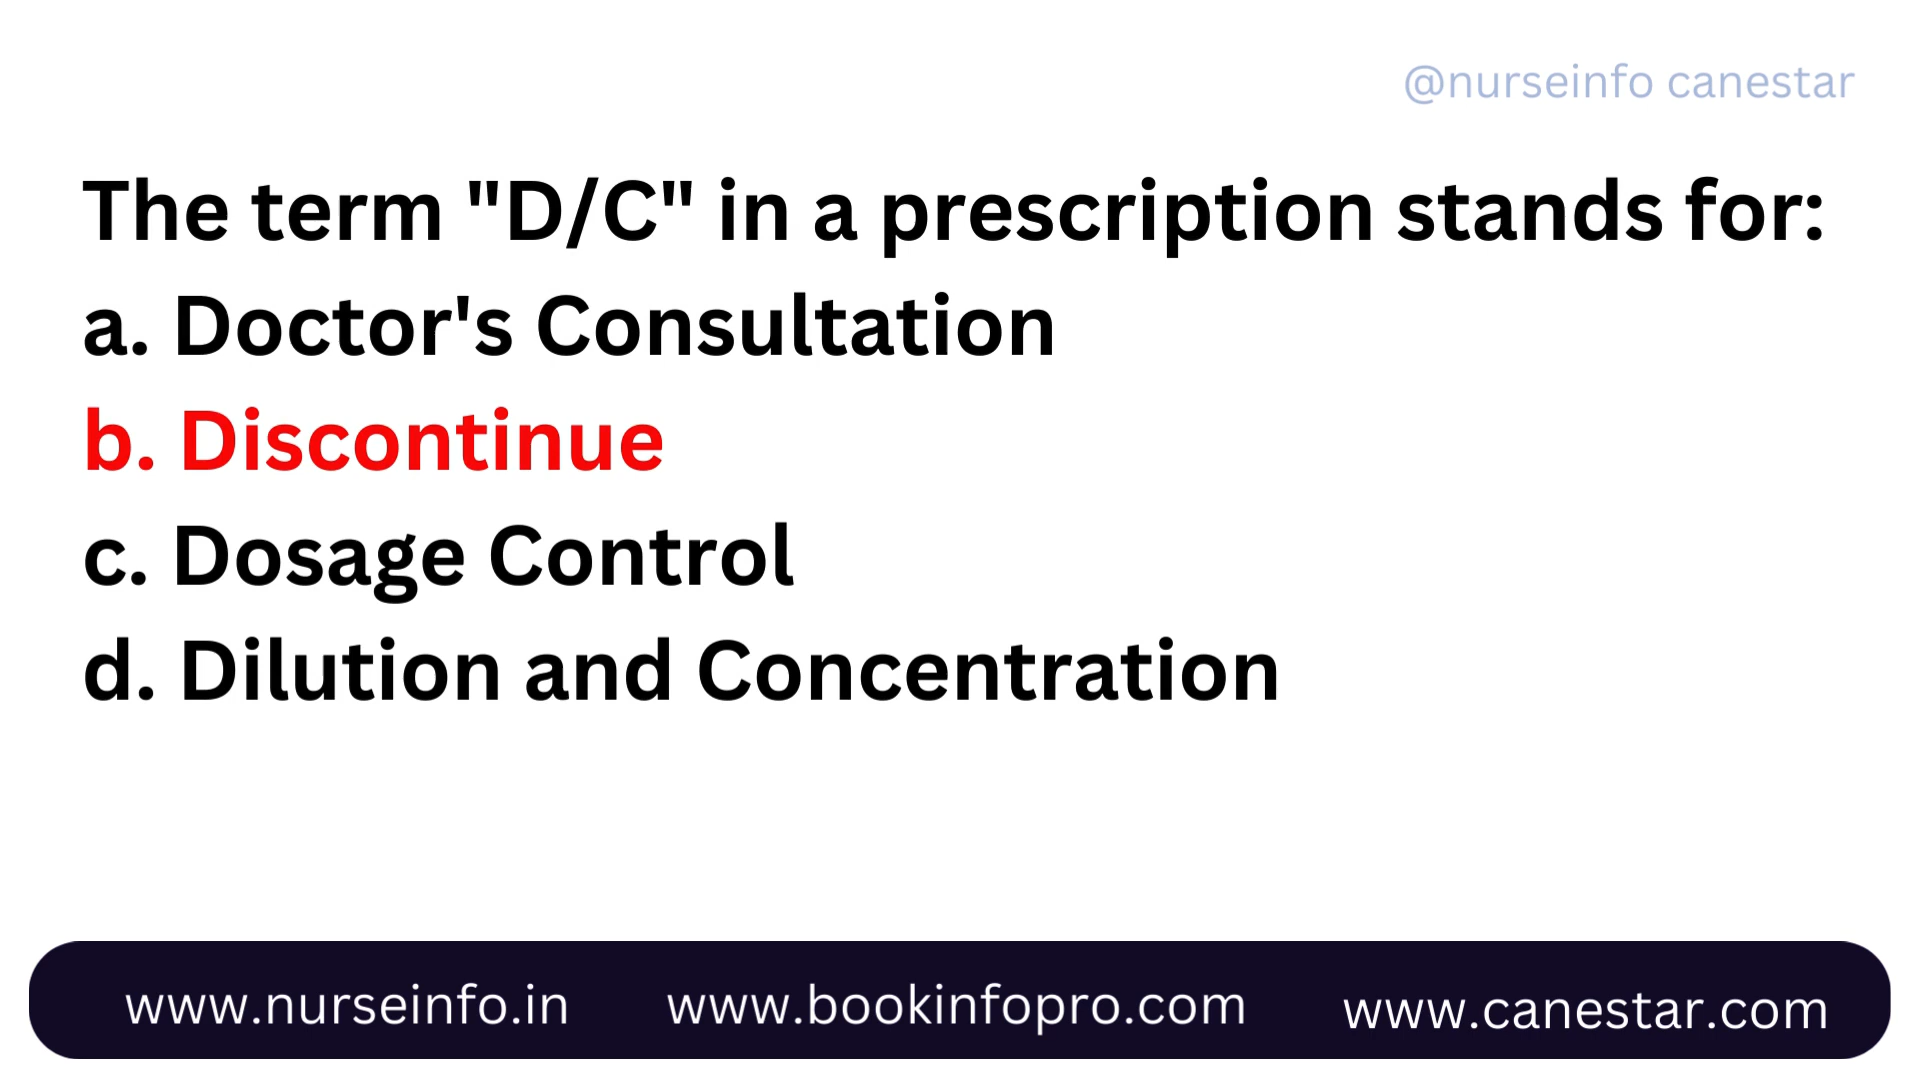 @nurseinfo canestar
The term "D/C" in a prescription stands for:
a. Doctor's Consultation
b. Discontinue
c. Dosage Control
d. Dilution and Concentration
www.nurseinfo.in www.bookinfopro.com www.canestar.com